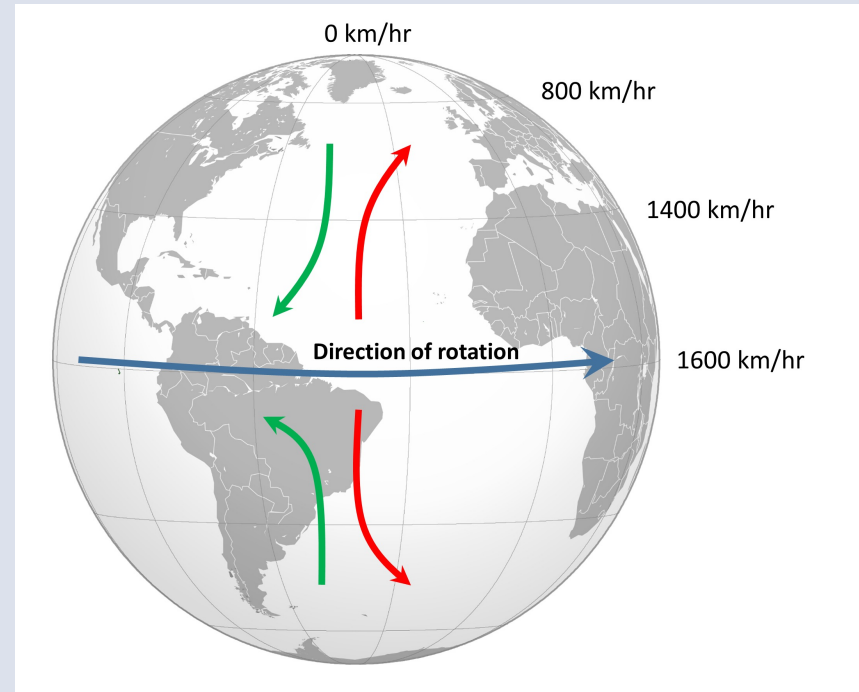 0 km/hr
800 km/hr
1400 km/hr
Direction of rotation
1600 km/hr